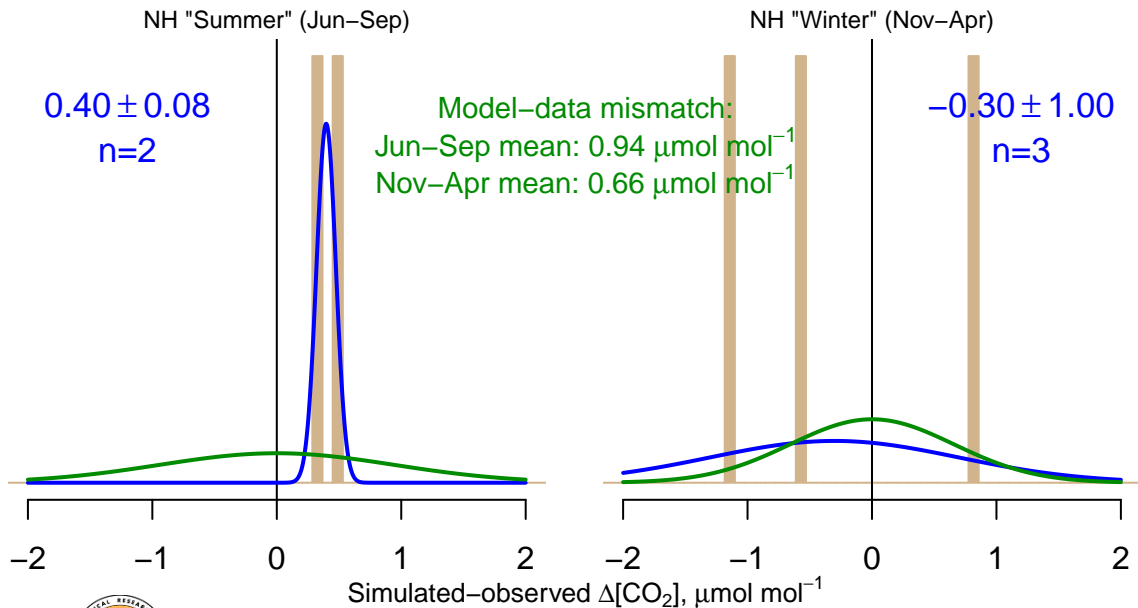 NH "Summer" (Jun−Sep)
NH "Winter" (Nov−Apr)
0.40 ± 0.08
n=2
Model−data mismatch:
Jun−Sep mean: 0.94 μmol mol⁻¹
Nov−Apr mean: 0.66 μmol mol⁻¹
−0.30 ± 1.00
n=3
−2 −1 0 1 2
−2 −1 0 1 2
Simulated−observed Δ[CO₂], μmol mol⁻¹